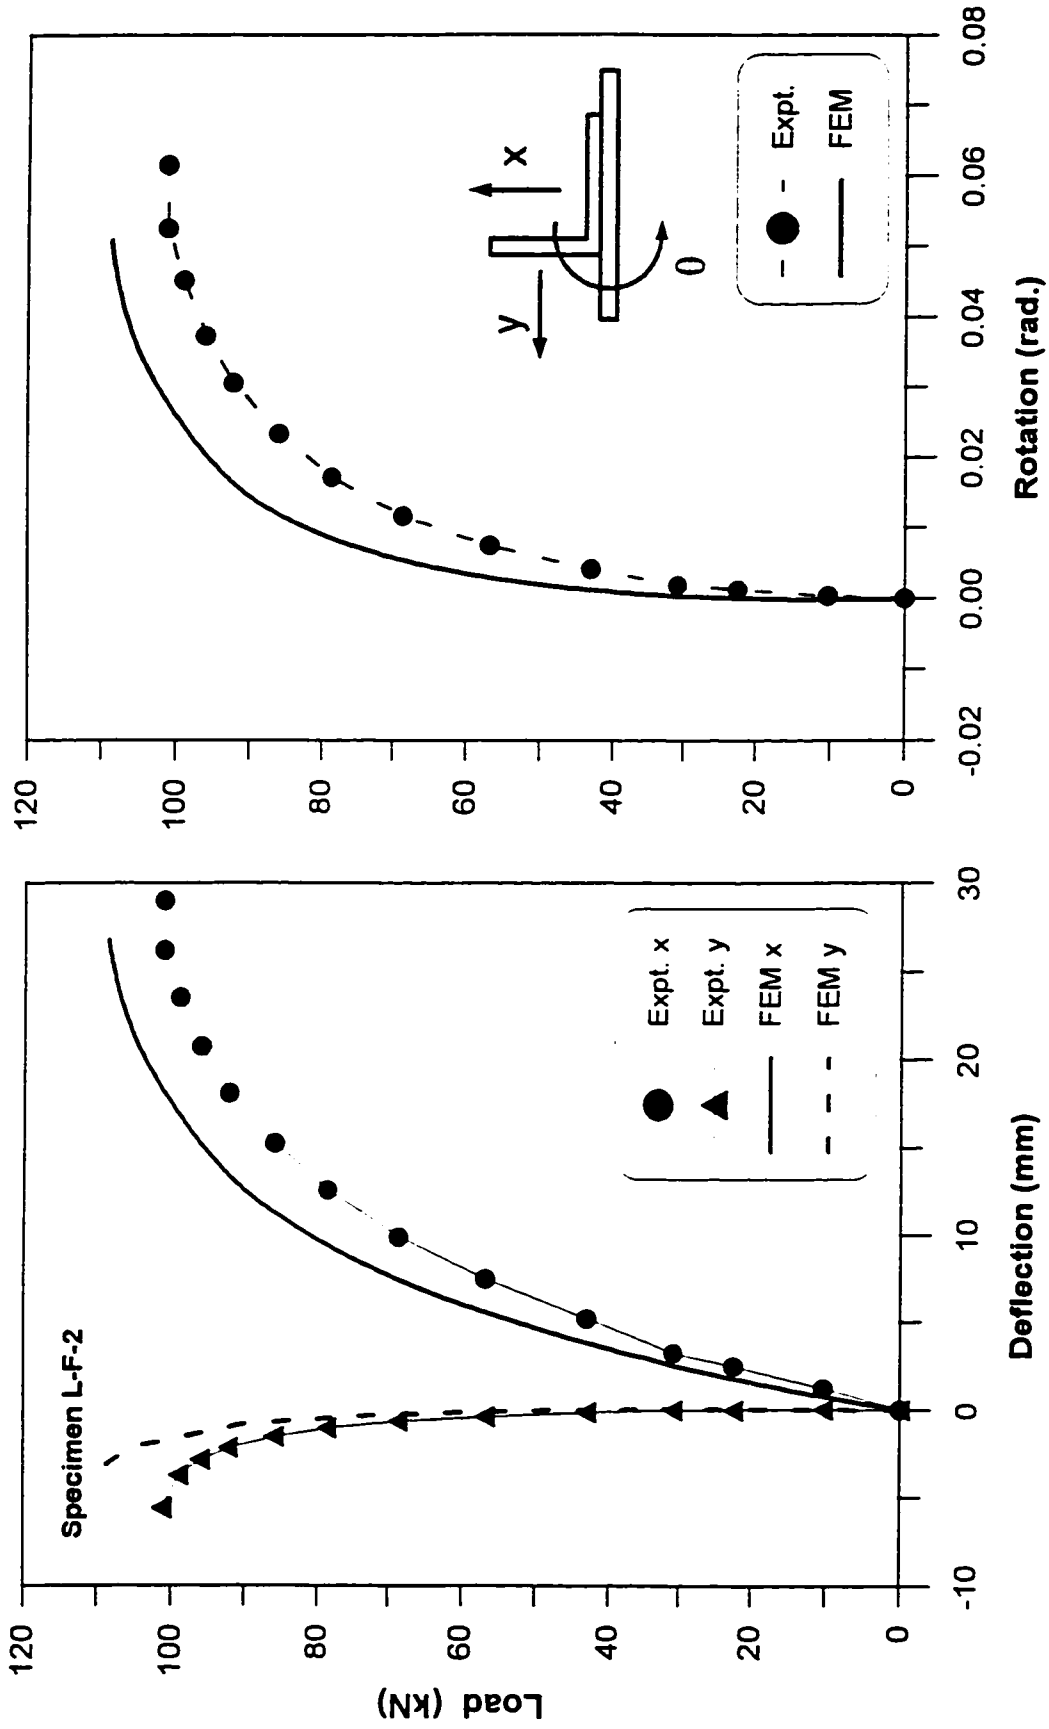 Specimen L-F-2
Load (kN)
120
100
80
60
40
20
0
-10
0
10
20
30
Deflection (mm)
Expt. x
Expt. y
FEM x
FEM y
120
100
80
60
40
20
0
-0.02
0.00
0.02
0.04
0.06
0.08
Rotation (rad.)
y
x
θ
Expt.
FEM